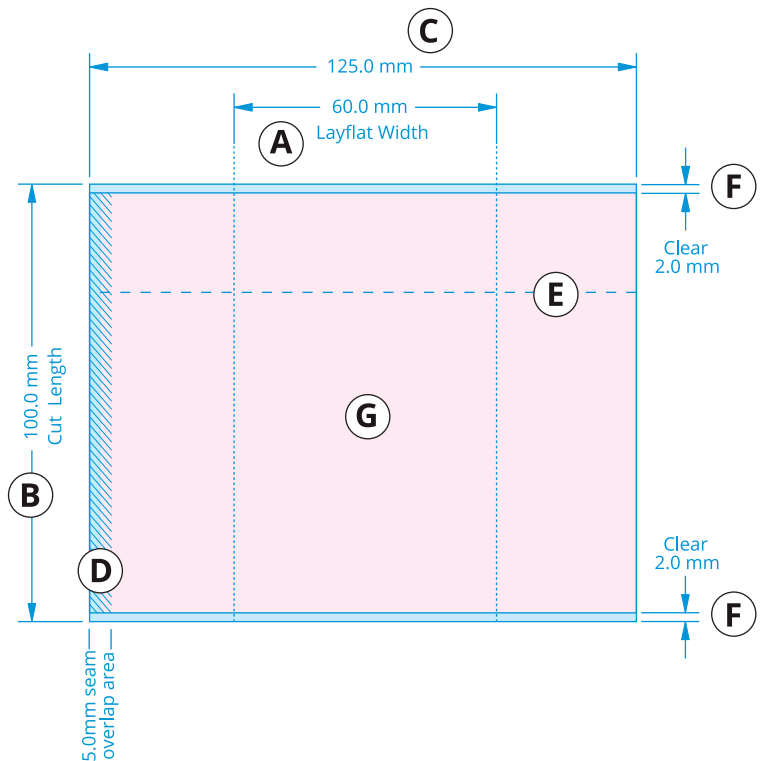 C
125.0 mm
60.0 mm
Layflat Width
A
F
Clear
2.0 mm
E
G
100.0 mm
Cut Length
B
D
Clear
2.0 mm
F
5.0mm seam
overlap area